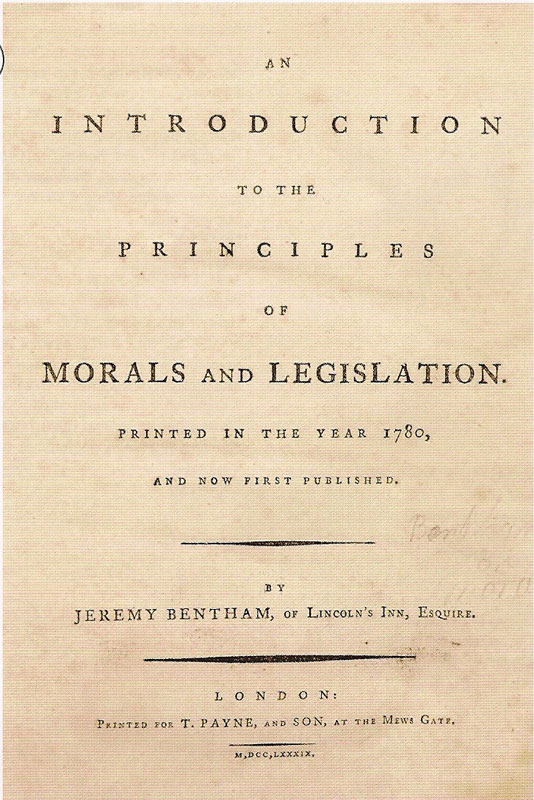 AN
INTRODUCTION
TO THE
PRINCIPLES
OF
MORALS AND LEGISLATION.
PRINTED IN THE YEAR 1780,
AND NOW FIRST PUBLISHED.
BY
JEREMY BENTHAM, OF LINCOLN'S INN, ESQUIRE.
LONDON:
PRINTED FOR T. PAYNE, AND SON, AT THE MEWS GATE.
M,DCC,LXXXIX.